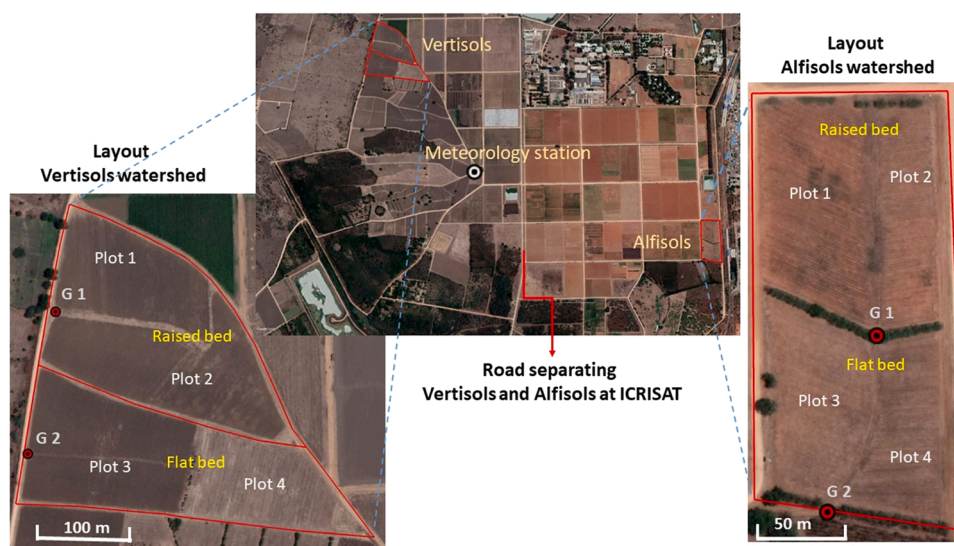 Layout
Vertisols watershed
Plot 1
G 1
Raised bed
Plot 2
G 2
Plot 3
Flat bed
Plot 4
100 m
Vertisols
Meteorology station
Alfisols
Road separating
Vertisols and Alfisols at ICRISAT
Layout
Alfisols watershed
Raised bed
Plot 1
Plot 2
G 1
Flat bed
Plot 3
Plot 4
G 2
50 m